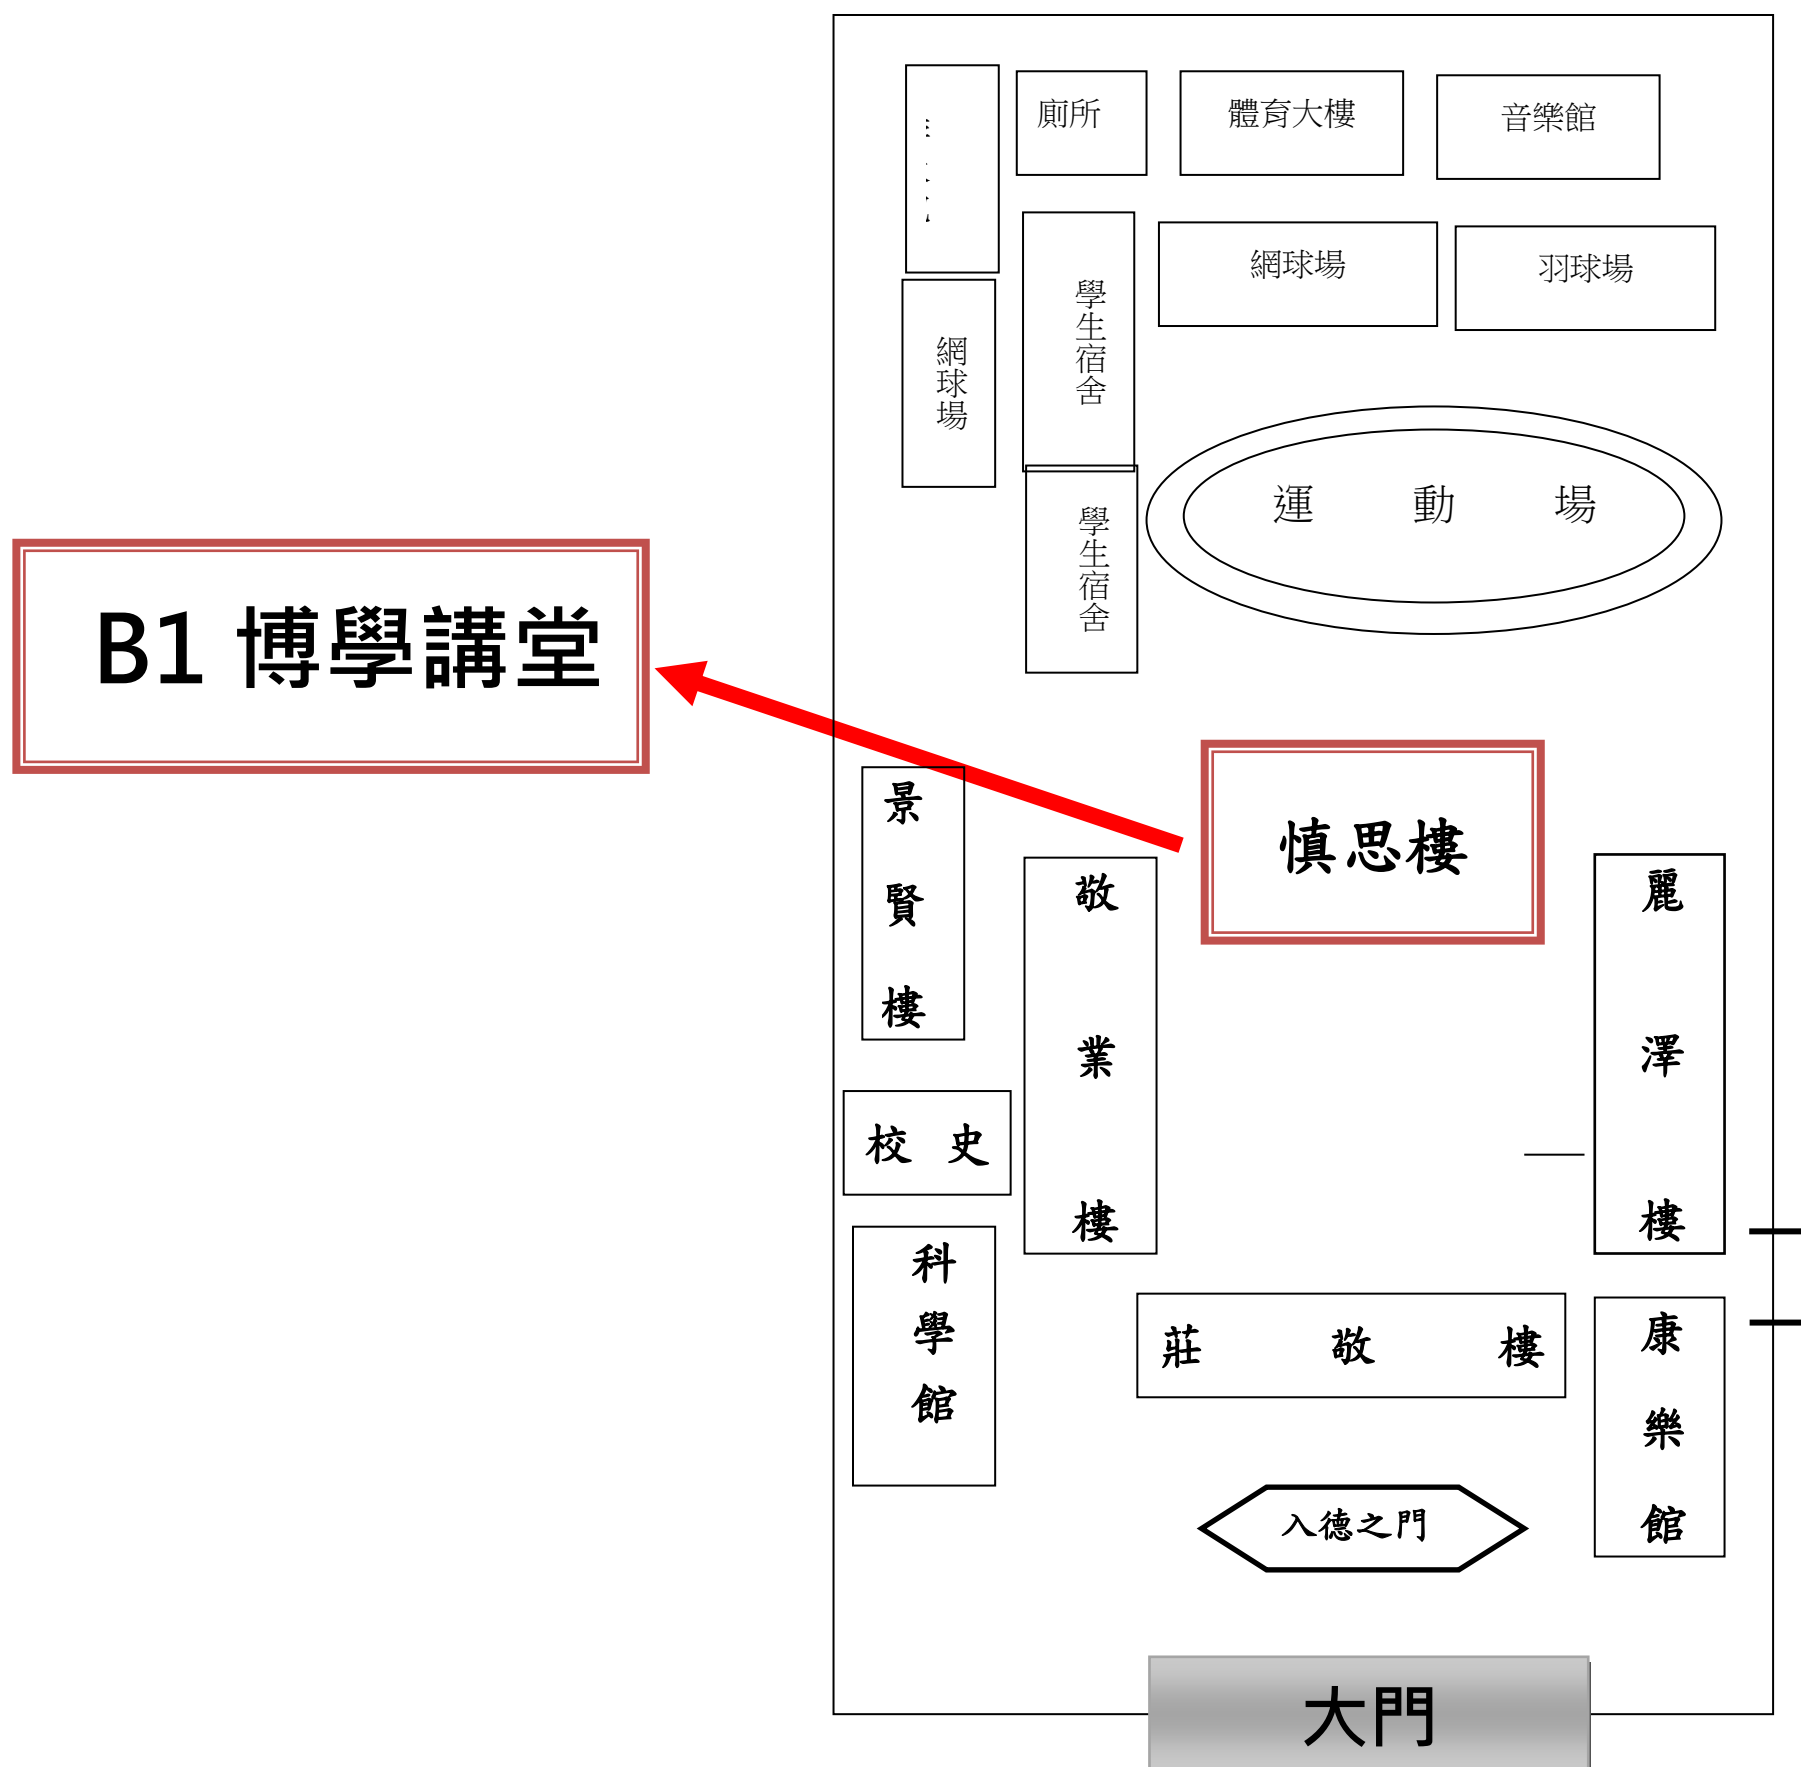 廁所
體育大樓
音樂館
網球場
羽球場
學生宿舍
網球場
運動場
學生宿舍
B1 博學講堂
慎思樓
景賢樓
敬業樓
麗澤樓
校史
科學館
莊敬樓
康樂館
入德之門
大門